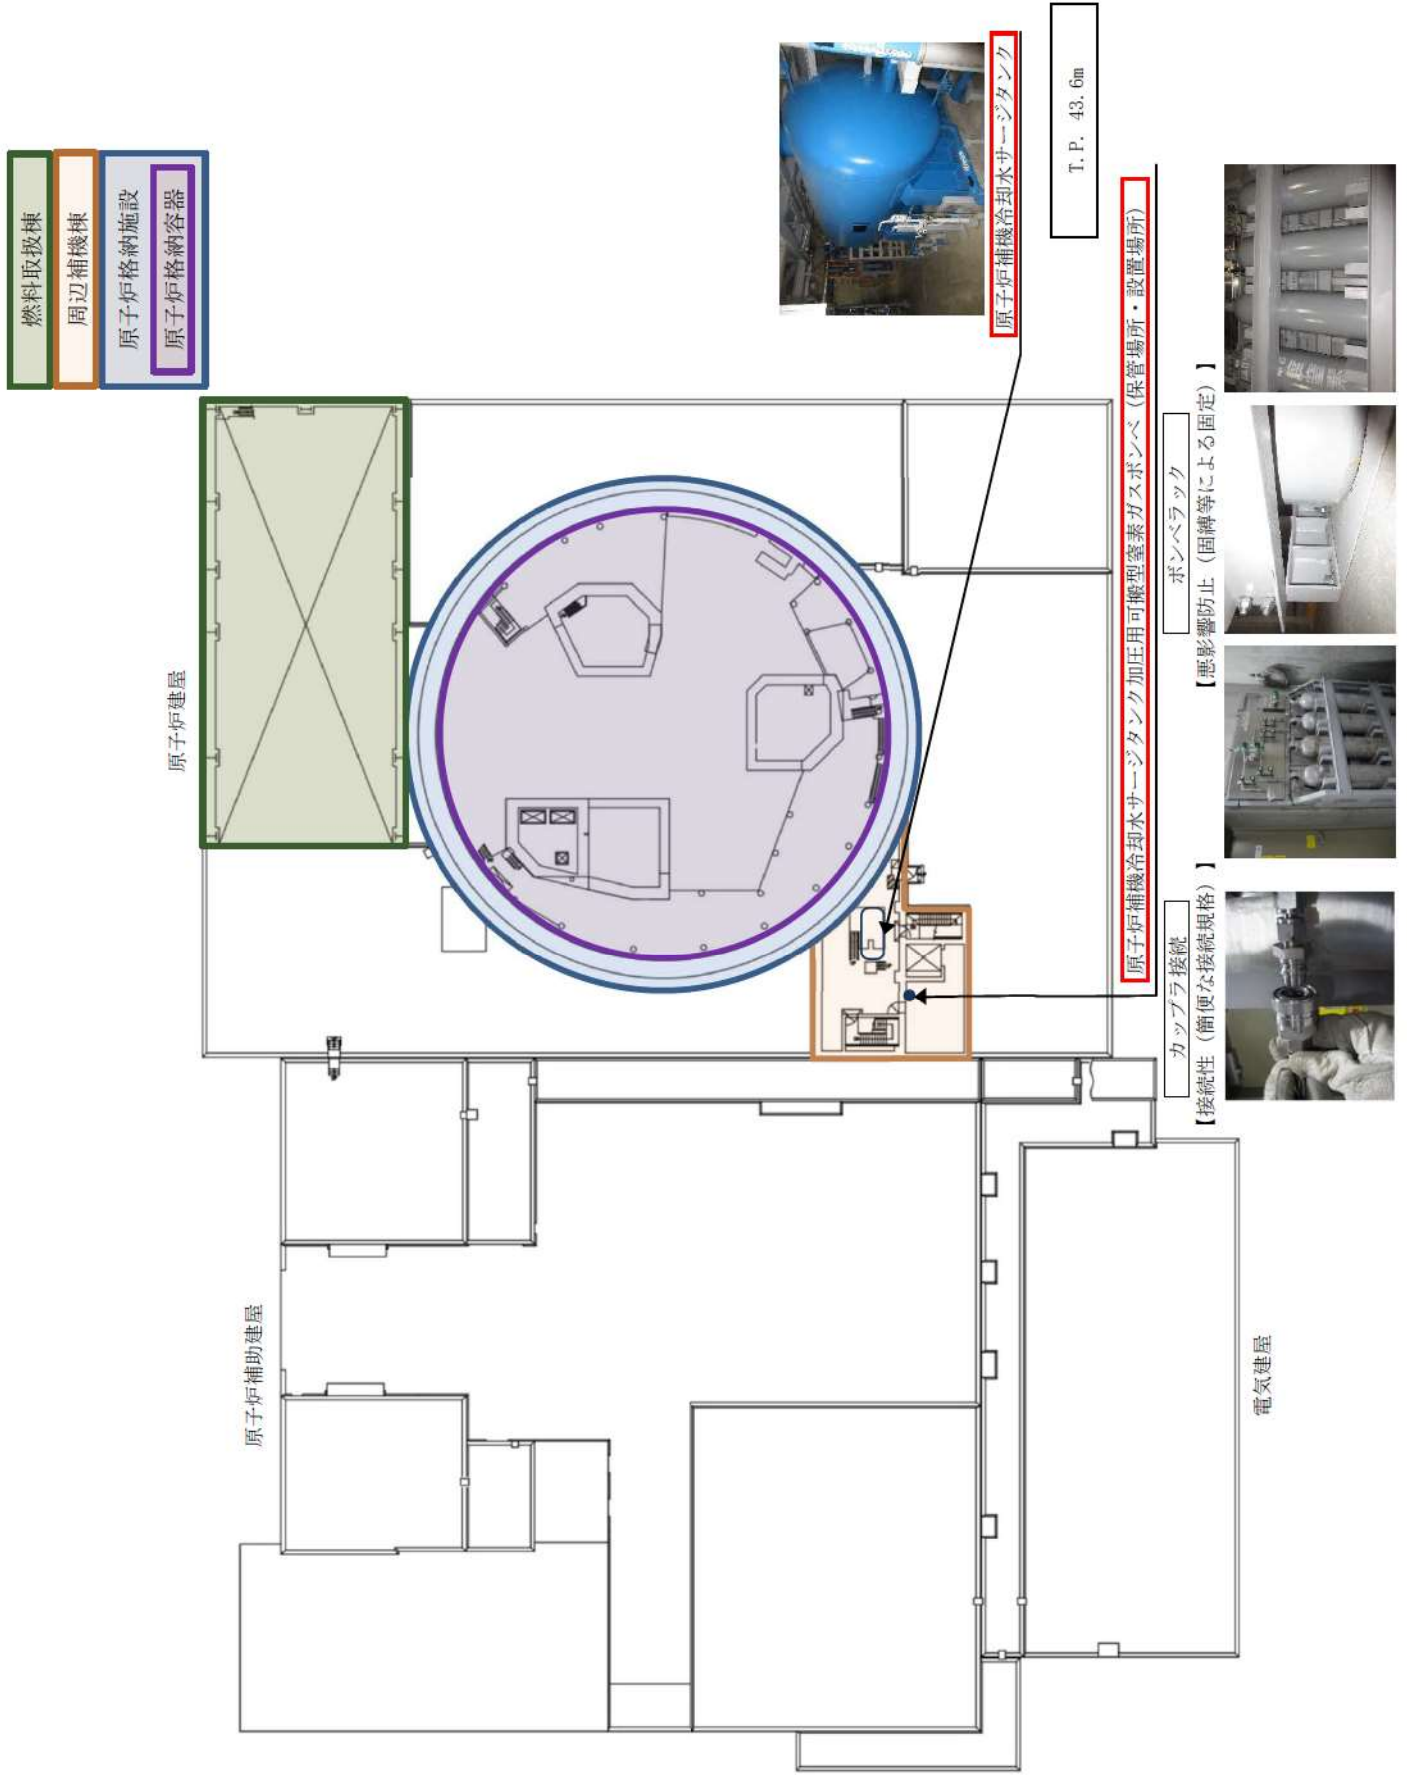 燃料取扱棟
周辺補機棟
原子炉格納施設
原子炉格納容器
原子炉建屋
原子炉補助建屋
電気建屋
原子炉補機冷却水サージタンク
T.P. 43.6m
原子炉補機冷却水サージタンク加圧用可搬型窒素ガスボンベ（保管場所・設置場所）
カップラ接続
【接続性（簡便な接続規格）】
ボンベラック
【悪影響防止（固縛等による固定）】